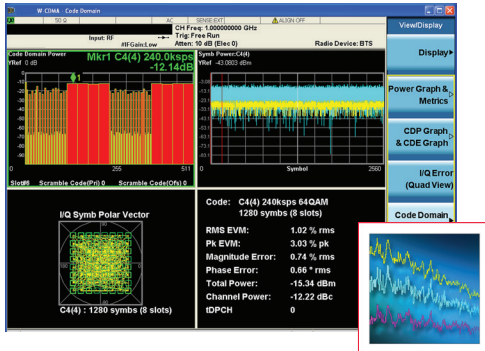 W-CDMA - Code Domain
50 Ω
AC
SENSE:EXT
ALIGN OFF
CH Freq: 1.000000000 GHz
Input: RF
Trig: Free Run
#IFGain:Low
Atten: 10 dB (Elec 0)
Radio Device: BTS
View/Display
Display
Power Graph &
Metrics
CDP Graph
& CDE Graph
I/Q Error
(Quad View)
Code Domain
Code Domain Power
Mkr1 C4(4) 240.0ksps
YRef 0 dB
-12.14dB
1
0
255
511
Slot#6 Scramble Code(Pri) 0 Scramble Code(Ofs) 0
Symb Power:C4(4)
YRef -43.0803 dBm
0
Symbol
2560
I/Q Symb Polar Vector
C4(4) : 1280 symbs (8 slots)
Code: C4(4) 240ksps 64QAM
1280 symbs (8 slots)
RMS EVM: 1.02 % rms
Pk EVM: 3.03 % pk
Magnitude Error: 0.74 % rms
Phase Error: 0.66 ° rms
Total Power: -15.34 dBm
Channel Power: -12.22 dBc
tDPCH 0